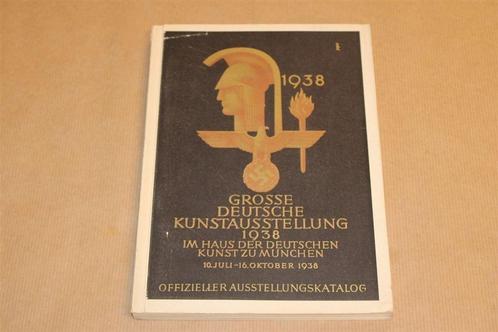 1938
GROSSE
DEUTSCHE
KUNSTAUSSTELLUNG
1938
IM HAUS DER DEUTSCHEN
KUNST ZU MÜNCHEN
10.JULI-16.OKTOBER 1938
OFFIZIELLER AUSSTELLUNGSKATALOG